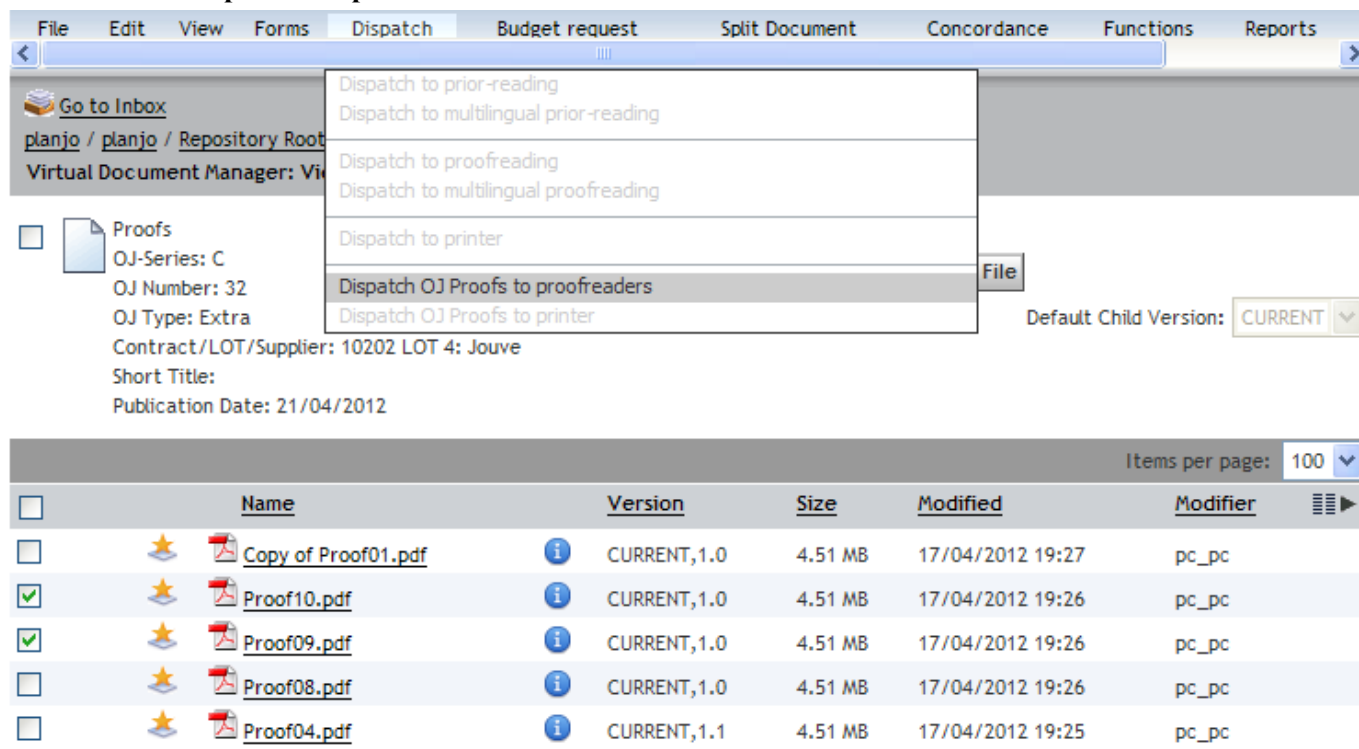 File Edit View Forms Dispatch Budget request Split Document Concordance Functions Reports
Go to Inbox
planjo / planjo / Repository Root
Virtual Document Manager:
Dispatch to prior-reading
Dispatch to multilingual prior-reading
Dispatch to proofreading
Dispatch to multilingual proofreading
Dispatch to printer
Dispatch OJ Proofs to proofreaders
Dispatch OJ Proofs to printer
Proofs
OJ-Series: C
OJ Number: 32
File
OJ Type: Extra
Default Child Version: CURRENT
Contract/LOT/Supplier: 10202 LOT 4: Jouve
Short Title:
Publication Date: 21/04/2012
Items per page: 100
Name Version Size Modified Modifier
Copy of Proof01.pdf CURRENT,1.0 4.51 MB 17/04/2012 19:27 pc_pc
Proof10.pdf CURRENT,1.0 4.51 MB 17/04/2012 19:26 pc_pc
Proof09.pdf CURRENT,1.0 4.51 MB 17/04/2012 19:26 pc_pc
Proof08.pdf CURRENT,1.0 4.51 MB 17/04/2012 19:26 pc_pc
Proof04.pdf CURRENT,1.1 4.51 MB 17/04/2012 19:25 pc_pc